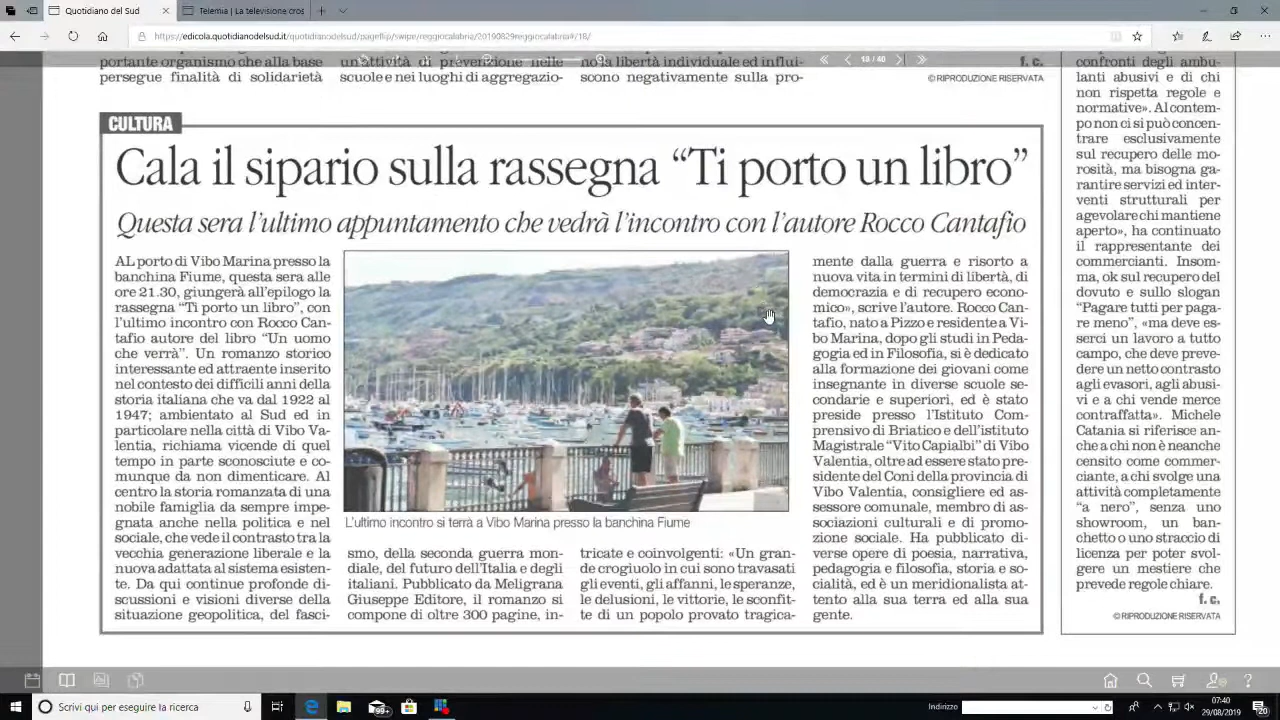 Quotidiano del Sud
Telemia | La televisione cros
https://edicola.quotidianodelsud.it/quotidianodelsud/pageflip/swipe/reggiocalabria/20190829reggiocalabria#/18/
18 / 40
portante organismo che alla base
persegue finalità di solidarietà
un'attività di prevenzione nelle
scuole e nei luoghi di aggregazio-
no la libertà individuale ed influi-
scono negativamente sulla pro-
f. c.
© RIPRODUZIONE RISERVATA
CULTURA
Cala il sipario sulla rassegna “Ti porto un libro”
Questa sera l'ultimo appuntamento che vedrà l'incontro con l'autore Rocco Cantafio
AL porto di Vibo Marina presso la
banchina Fiume, questa sera alle
ore 21.30, giungerà all'epilogo la
rassegna “Ti porto un libro”, con
l'ultimo incontro con Rocco Can-
tafio autore del libro “Un uomo
che verrà”. Un romanzo storico
interessante ed attraente inserito
nel contesto dei difficili anni della
storia italiana che va dal 1922 al
1947; ambientato al Sud ed in
particolare nella città di Vibo Va-
lentia, richiama vicende di quel
tempo in parte sconosciute e co-
munque da non dimenticare. Al
centro la storia romanzata di una
nobile famiglia da sempre impe-
gnata anche nella politica e nel
sociale, che vede il contrasto tra la
vecchia generazione liberale e la
nuova adattata al sistema esisten-
te. Da qui continue profonde di-
scussioni e visioni diverse della
situazione geopolitica, del fasci-
L'ultimo incontro si terrà a Vibo Marina presso la banchina Fiume
smo, della seconda guerra mon-
diale, del futuro dell'Italia e degli
italiani. Pubblicato da Meligrana
Giuseppe Editore, il romanzo si
compone di oltre 300 pagine, in-
tricate e coinvolgenti: «Un gran-
de crogiuolo in cui sono travasati
gli eventi, gli affanni, le speranze,
le delusioni, le vittorie, le sconfit-
te di un popolo provato tragica-
mente dalla guerra e risorto a
nuova vita in termini di libertà, di
democrazia e di recupero econo-
mico», scrive l'autore. Rocco Can-
tafio, nato a Pizzo e residente a Vi-
bo Marina, dopo gli studi in Peda-
gogia ed in Filosofia, si è dedicato
alla formazione dei giovani come
insegnante in diverse scuole se-
condarie e superiori, ed è stato
preside presso l'Istituto Com-
prensivo di Briatico e dell'istituto
Magistrale “Vito Capialbi” di Vibo
Valentia, oltre ad essere stato pre-
sidente del Coni della provincia di
Vibo Valentia, consigliere ed as-
sessore comunale, membro di as-
sociazioni culturali e di promo-
zione sociale. Ha pubblicato di-
verse opere di poesia, narrativa,
pedagogia e filosofia, storia e so-
cialità, ed è un meridionalista at-
tento alla sua terra ed alla sua
gente.
confronti degli ambu-
lanti abusivi e di chi
non rispetta regole e
normative». Al contem-
po non ci si può concen-
trare esclusivamente
sul recupero delle mo-
rosità, ma bisogna ga-
rantire servizi ed inter-
venti strutturali per
agevolare chi mantiene
aperto», ha continuato
il rappresentante dei
commercianti. Insom-
ma, ok sul recupero del
dovuto e sullo slogan
“Pagare tutti per paga-
re meno”, «ma deve es-
serci un lavoro a tutto
campo, che deve preve-
dere un netto contrasto
agli evasori, agli abusi-
vi e a chi vende merce
contraffatta». Michele
Catania si riferisce an-
che a chi non è neanche
censito come commer-
ciante, a chi svolge una
attività completamente
“a nero”, senza uno
showroom, un ban-
chetto o uno straccio di
licenza per poter svol-
gere un mestiere che
prevede regole chiare.
f. c.
© RIPRODUZIONE RISERVATA
Scrivi qui per eseguire la ricerca
99+
Indirizzo
07:40
29/08/2019
20